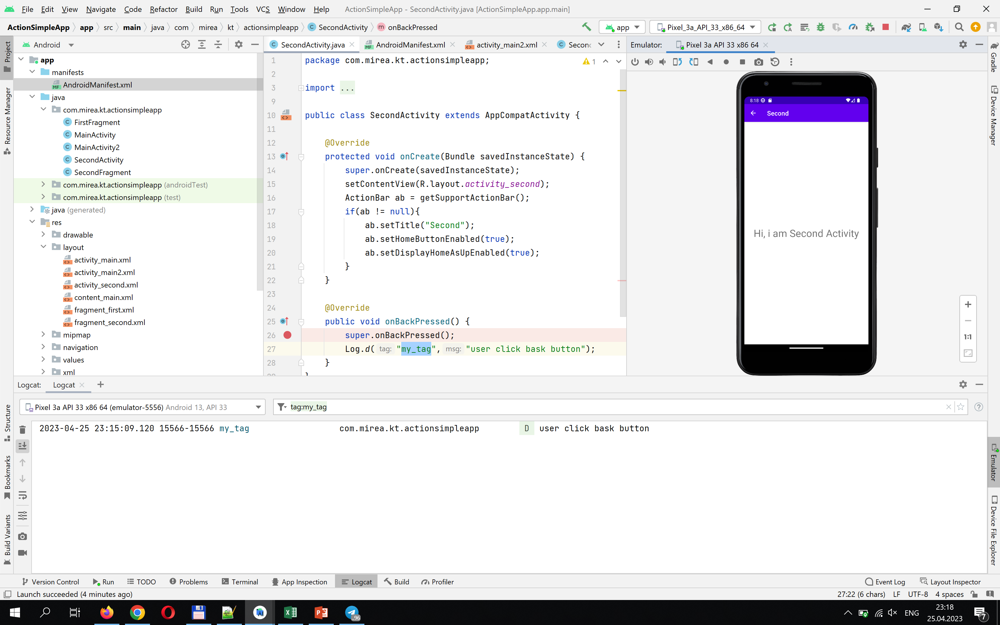 File Edit View Navigate Code Refactor Build Run Tools VCS Window Help ActionSimpleApp - SecondActivity.java [ActionSimpleApp.app.main]
ActionSimpleApp app src main java com mirea kt actionsimpleapp SecondActivity onBackPressed app Pixel_3a_API_33_x86_64
Project
Resource Manager
Structure
Bookmarks
Build Variants
Android
app
manifests
AndroidManifest.xml
java
com.mirea.kt.actionsimpleapp
FirstFragment
MainActivity
MainActivity2
SecondActivity
SecondFragment
com.mirea.kt.actionsimpleapp (androidTest)
com.mirea.kt.actionsimpleapp (test)
java (generated)
res
drawable
layout
activity_main.xml
activity_main2.xml
activity_second.xml
content_main.xml
fragment_first.xml
fragment_second.xml
mipmap
navigation
values
xml
SecondActivity.java AndroidManifest.xml activity_main2.xml Secon
1 package com.mirea.kt.actionsimpleapp; 1
2
3 import ...
9
10 public class SecondActivity extends AppCompatActivity {
11
12 @Override
13 protected void onCreate(Bundle savedInstanceState) {
14 super.onCreate(savedInstanceState);
15 setContentView(R.layout.activity_second);
16 ActionBar ab = getSupportActionBar();
17 if(ab != null){
18 ab.setTitle("Second");
19 ab.setHomeButtonEnabled(true);
20 ab.setDisplayHomeAsUpEnabled(true);
21 }
22 }
23
24 @Override
25 public void onBackPressed() {
26 super.onBackPressed();
27 Log.d( tag: "my_tag", msg: "user click bask button");
28 }
Emulator: Pixel 3a API 33 x86 64
8:18
Second
Hi, i am Second Activity
1:1
Gradle
Device Manager
Emulator
Device File Explorer
Logcat: Logcat
Pixel 3a API 33 x86 64 (emulator-5556) Android 13, API 33 tag:my_tag
2023-04-25 23:15:09.120 15566-15566 my_tag com.mirea.kt.actionsimpleapp D user click bask button
Version Control Run TODO Problems Terminal App Inspection Logcat Build Profiler Event Log Layout Inspector
Launch succeeded (4 minutes ago) 27:22 (6 chars) LF UTF-8 4 spaces
..96
ENG
23:18
25.04.2023
7